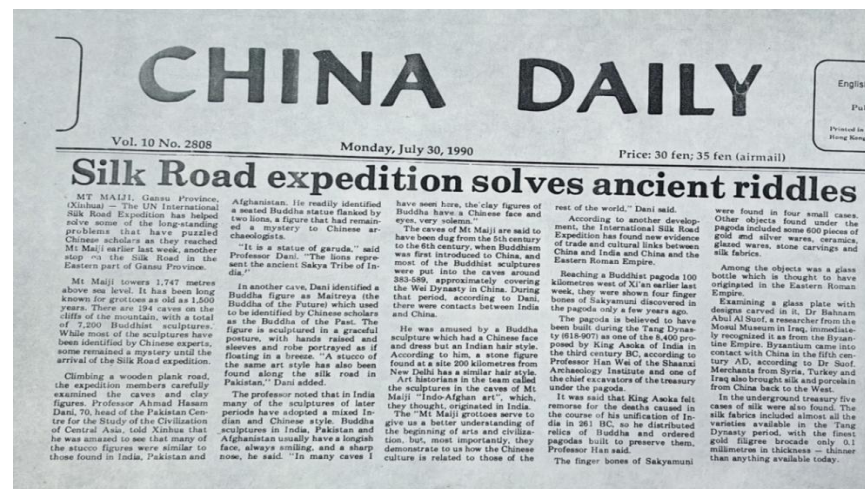 CHINA DAILY
Englis
Pu
Printed in
Hong Kong
Vol. 10 No. 2808
Monday, July 30, 1990
Price: 30 fen; 35 fen (airmail)
Silk Road expedition solves ancient riddles
MT MAIJI, Gansu Province,
(Xinhua) — The UN International
Silk Road Expedition has helped
solve some of the long-standing
problems that have puzzled
Chinese scholars as they reached
Mt Maiji earlier last week, another
stop on the Silk Road in the
Eastern part of Gansu Province.
Mt Maiji towers 1,747 metres
above sea level. It has been long
known for grottoes as old as 1,500
years. There are 194 caves on the
cliffs of the mountain, with a total
of 7,200 Buddhist sculptures.
While most of the sculptures have
been identified by Chinese experts,
some remained a mystery until the
arrival of the Silk Road expedition.
Climbing a wooden plank road,
the expedition members carefully
examined the caves and clay
figures. Professor Ahmad Hasan
Dani, 70, head of the Pakistan Cen-
tre for the Study of the Civilization
of Central Asia, told Xinhua that
he was amazed to see that many of
the stucco figures were similar to
those found in India, Pakistan and
Afghanistan. He readily identified
a seated Buddha statue flanked by
two lions, a figure that had remain-
ed a mystery to Chinese ar-
chaeologists.
"It is a statue of garuda," said
Professor Dani. "The lions repre-
sent the ancient Sakya Tribe of In-
dia."
In another cave, Dani identified a
Buddha figure as Maitreya (the
Buddha of the Future) which used
to be identified by Chinese scholars
as the Buddha of the Past. The
figure is sculptured in a graceful
posture, with hands raised and
sleeves and robe portrayed as if
floating in a breeze. "A stucco of
the same art style has also been
found along the silk road in
Pakistan," Dani added.
The professor noted that in India
many of the sculptures of later
periods have adopted a mixed In-
dian and Chinese style. Buddha
sculptures in India, Pakistan and
Afghanistan usually have a longish
face, always smiling, and a sharp
nose, he said. "In many caves I
have seen here, the clay figures of
Buddha have a Chinese face and
eyes, very solemn."
The caves of Mt Maiji are said to
have been dug from the 5th century
to the 6th century, when Buddhism
was first introduced to China, and
most of the Buddhist sculptures
were put into the caves around
383-589, approximately covering
the Wei Dynasty in China. During
that period, according to Dani,
there were contacts between India
and China.
He was amused by a Buddha
sculpture which had a Chinese face
and dress but an Indian hair style.
According to him, a stone figure
found at a site 200 kilometres from
New Delhi has a similar hair style.
Art historians in the team called
the sculptures in the caves of Mt
Maiji "Indo-Afghan art", which,
they thought, originated in India.
"The Mt Maiji grottoes serve to
give us a better understanding of
the beginning of arts and civiliza-
tion, but, most importantly, they
demonstrate to us how the Chinese
culture is related to those of the
rest of the world," Dani said.
According to another develop-
ment, the International Silk Road
Expedition has found new evidence
of trade and cultural links between
China and India and China and the
Eastern Roman Empire.
Reaching a Buddhist pagoda 100
kilometres west of Xi'an earlier last
week, they were shown four finger
bones of Sakyamuni discovered in
the pagoda only a few years ago.
The pagoda is believed to have
been built during the Tang Dynas-
ty (618-907) as one of the 8,400 pro-
posed by King Asoka of India in
the third century BC, according to
Professor Han Wei of the Shaanxi
Archaeology Institute and one of
the chief excavators of the treasury
under the pagoda.
It was said that King Asoka felt
remorse for the deaths caused in
the course of his unification of In-
dia in 261 BC, so he distributed
relics of Buddha and ordered
pagodas built to preserve them,
Professor Han said.
The finger bones of Sakyamuni
were found in four small cases.
Other objects found under the
pagoda included some 600 pieces of
gold and silver wares, ceramics,
glazed wares, stone carvings and
silk fabrics.
Among the objects was a glass
bottle which is thought to have
originated in the Eastern Roman
Empire.
Examining a glass plate with
designs carved in it, Dr Bahnam
Abul Al Suof, a researcher from the
Mosul Museum in Iraq, immediate-
ly recognized it as from the Byzan-
tine Empire. Byzantium came into
contact with China in the fifth cen-
tury AD, according to Dr Suof.
Merchants from Syria, Turkey and
Iraq also brought silk and porcelain
from China back to the West.
In the underground treasury five
cases of silk were also found. The
silk fabrics included almost all the
varieties available in the Tang
Dynasty period, with the finest
gold filigree brocade only 0.1
millimetres in thickness — thinner
than anything available today.